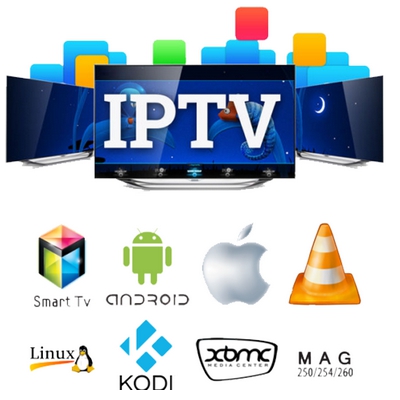 IPTV
Smart Tv
ANDROID
Linux
KODI
xbmc
MEDIA CENTER
MAG
250/254/260